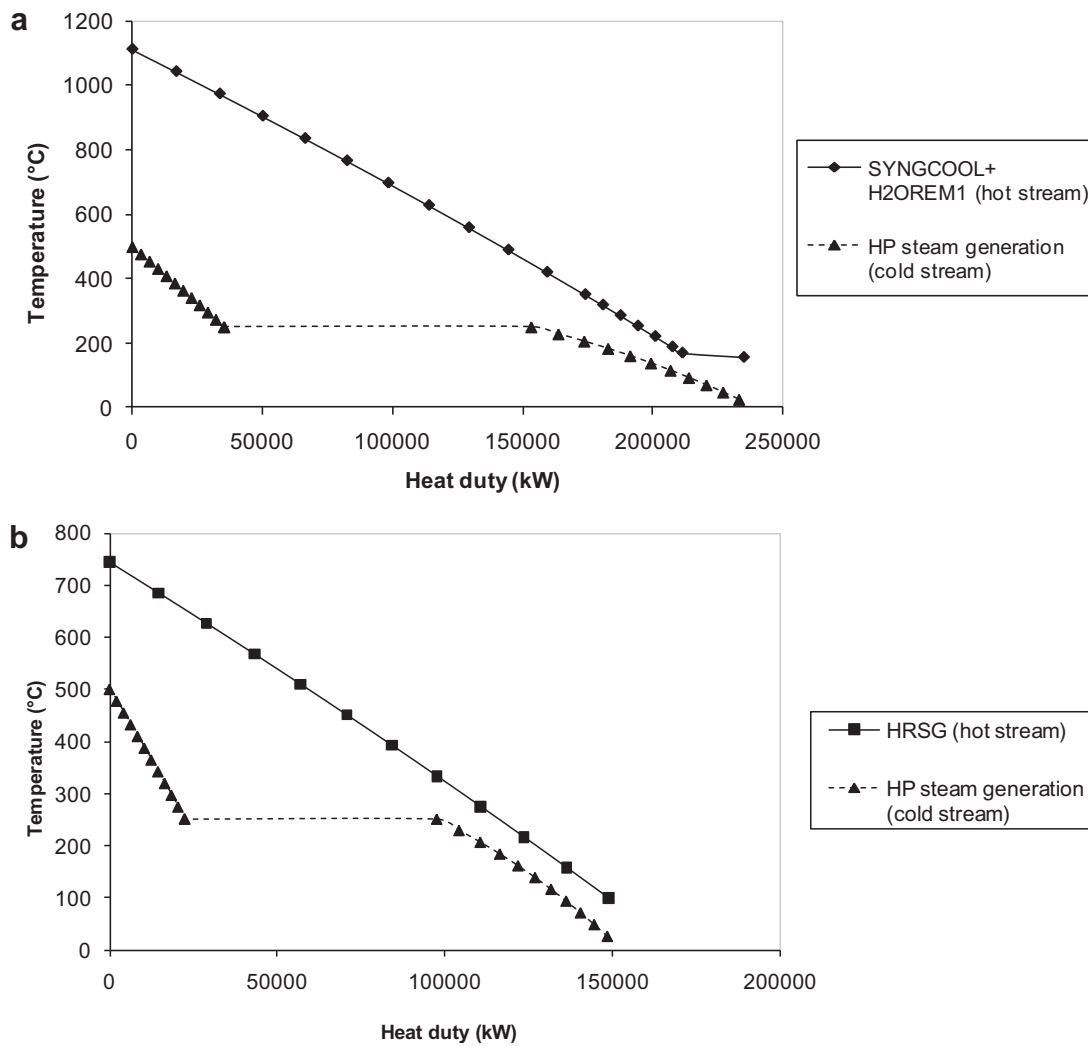 a
1200
1000
800
600
400
200
0
Temperature (°C)
0 50000 100000 150000 200000 250000
Heat duty (kW)
SYNGCOOL+
H2OREM1 (hot stream)
HP steam generation
(cold stream)
b
800
700
600
500
400
300
200
100
0
Temperature (°C)
0 50000 100000 150000 200000
Heat duty (kW)
HRSG (hot stream)
HP steam generation
(cold stream)